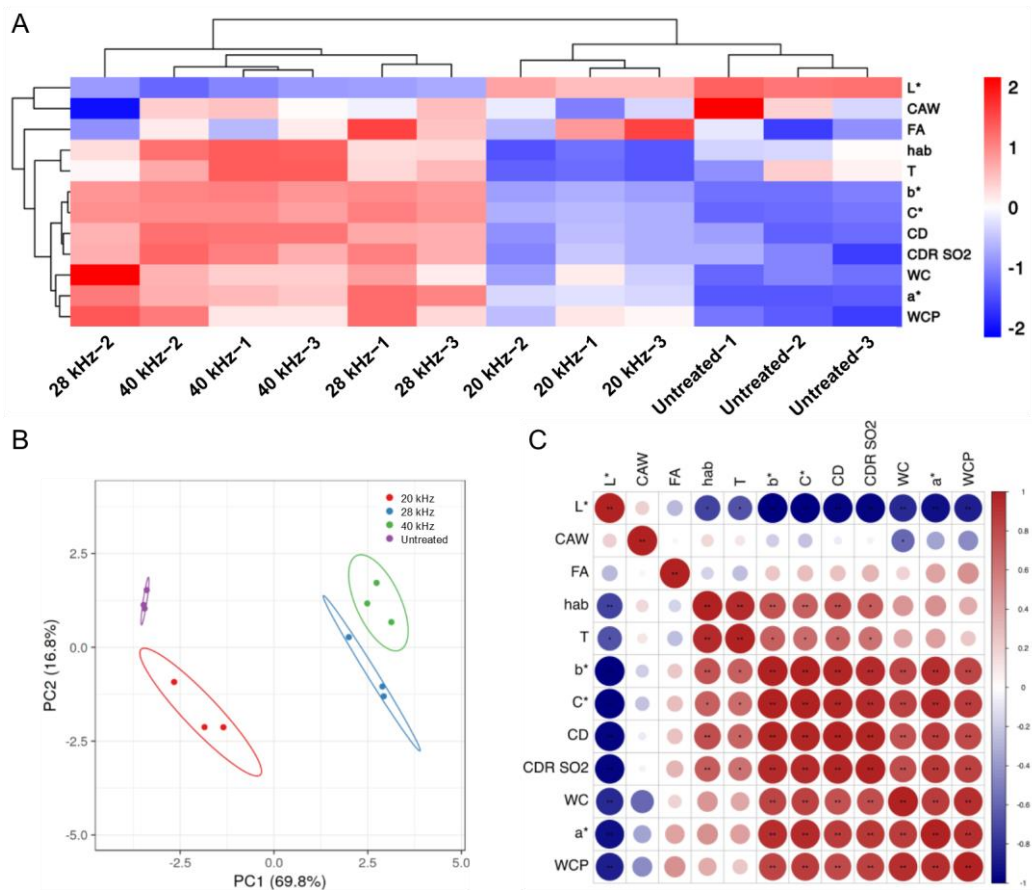 A
L*
CAW
FA
hab
T
b*
C*
CD
CDR SO2
WC
a*
WCP
2
1
0
-1
-2
28 kHz-2
40 kHz-2
40 kHz-1
40 kHz-3
28 kHz-1
28 kHz-3
20 kHz-2
20 kHz-1
20 kHz-3
Untreated-1
Untreated-2
Untreated-3
B
20 kHz
28 kHz
40 kHz
Untreated
2.5
0.0
-2.5
-5.0
PC2 (16.8%)
-2.5
0.0
2.5
5.0
PC1 (69.8%)
C
L*
CAW
FA
hab
T
b*
C*
CD
CDR SO2
WC
a*
WCP
L*
CAW
FA
hab
T
b*
C*
CD
CDR SO2
WC
a*
WCP
1
0.8
0.6
0.4
0.2
0
-0.2
-0.4
-0.6
-0.8
-1